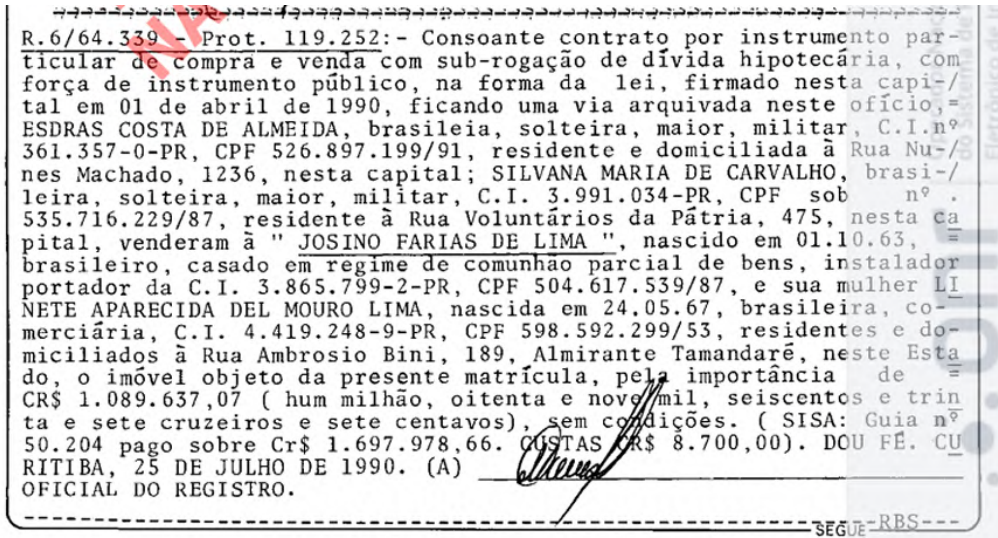 R.6/64.339 - Prot. 119.252:- Consoante contrato por instrumento par-
ticular de compra e venda com sub-rogação de dívida hipotecária, com
força de instrumento público, na forma da lei, firmado nesta capi-/
tal em 01 de abril de 1990, ficando uma via arquivada neste ofício,=
ESDRAS COSTA DE ALMEIDA, brasileia, solteira, maior, militar, C.I.nº
361.357-0-PR, CPF 526.897.199/91, residente e domiciliada à Rua Nu-/
nes Machado, 1236, nesta capital; SILVANA MARIA DE CARVALHO, brasi-/
leira, solteira, maior, militar, C.I. 3.991.034-PR, CPF sob nº .
535.716.229/87, residente à Rua Voluntários da Pátria, 475, nesta ca
pital, venderam à " JOSINO FARIAS DE LIMA ", nascido em 01.10.63, =
brasileiro, casado em regime de comunhão parcial de bens, instalador
portador da C.I. 3.865.799-2-PR, CPF 504.617.539/87, e sua mulher LI
NETE APARECIDA DEL MOURO LIMA, nascida em 24.05.67, brasileira, co-
merciária, C.I. 4.419.248-9-PR, CPF 598.592.299/53, residentes e do-
miciliados à Rua Ambrosio Bini, 189, Almirante Tamandaré, neste Esta
do, o imóvel objeto da presente matrícula, pela importância de =
CR$ 1.089.637,07 ( hum milhão, oitenta e nove mil, seiscentos e trin
ta e sete cruzeiros e sete centavos), sem condições. ( SISA: Guia nº
50.204 pago sobre Cr$ 1.697.978,66. CUSTAS CR$ 8.700,00). DOU FÉ. CU
RITIBA, 25 DE JULHO DE 1990. (A)
OFICIAL DO REGISTRO.
RBS---
SEGUE